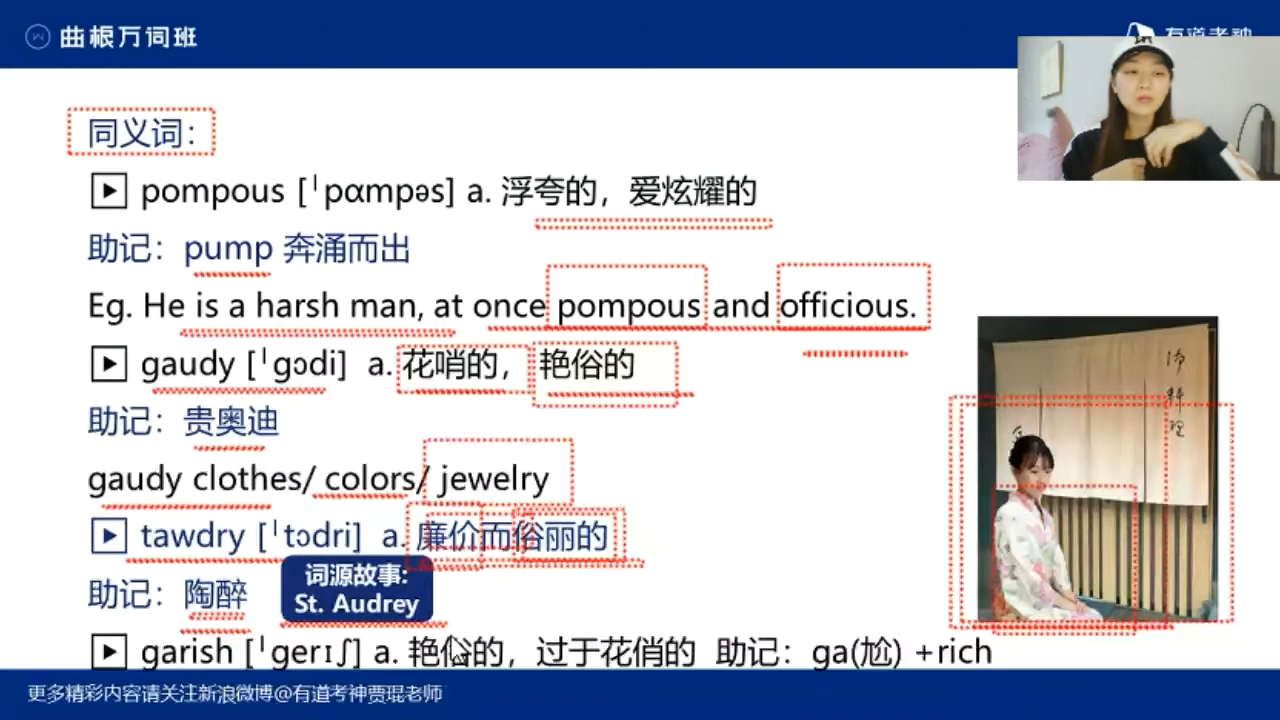 曲根万词班
有道考神
同义词：
pompous [ˈpɑmpəs] a. 浮夸的，爱炫耀的
助记：pump 奔涌而出
Eg. He is a harsh man, at once pompous and officious.
gaudy [ˈgɔdi] a. 花哨的，艳俗的
助记：贵奥迪
gaudy clothes/ colors/ jewelry
tawdry [ˈtɔdri] a. 廉价而俗丽的
助记：陶醉
词源故事:
St. Audrey
garish [ˈgerɪʃ] a. 艳俗的，过于花俏的 助记：ga(尬) +rich
更多精彩内容请关注新浪微博@有道考神贾琨老师
料理